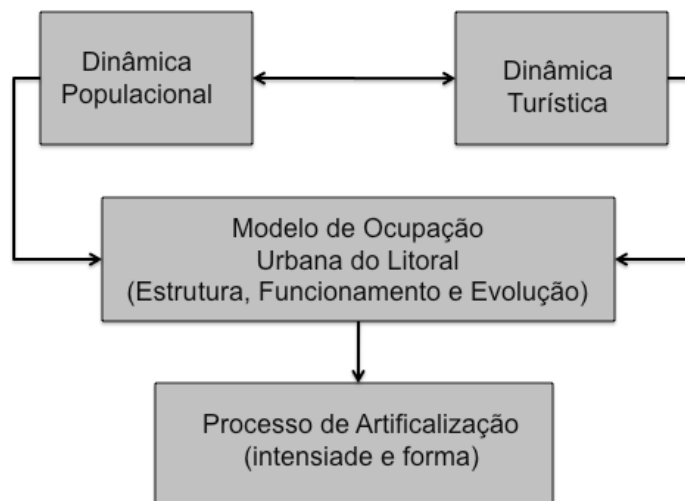 Dinâmica
Populacional
Dinâmica
Turística
Modelo de Ocupação
Urbana do Litoral
(Estrutura, Funcionamento e Evolução)
Processo de Artificalização
(intensiade e forma)